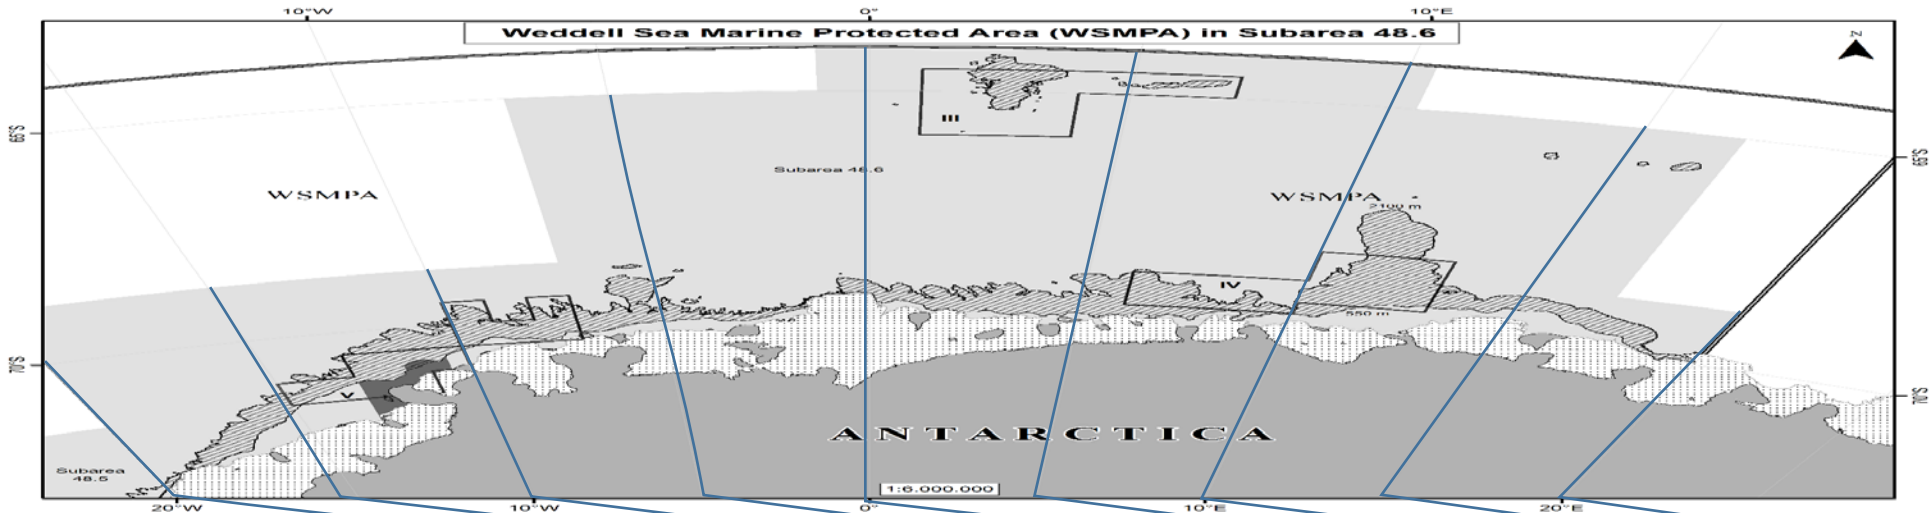 10°W 0° 10°E
Weddell Sea Marine Protected Area (WSMPA) in Subarea 48.6
N
III
65°S
65°S
Subarea 48.6
WSMPA
WSMPA
2100 m
IV
550 m
70°S
70°S
V
ANTARCTICA
Subarea
48.5
1:6.000.000
20°W 10°W 0° 10°E 20°E